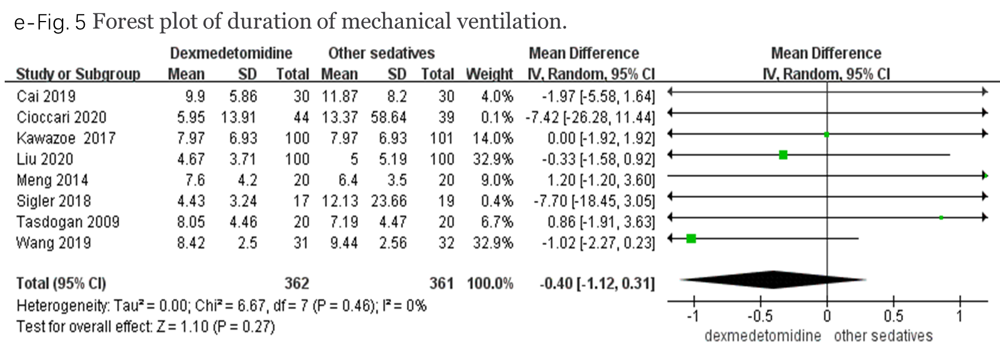 e-Fig. 5 Forest plot of duration of mechanical ventilation.
Dexmedetomidine Other sedatives Mean Difference Mean Difference
Study or Subgroup Mean SD Total Mean SD Total Weight IV, Random, 95% CI IV, Random, 95% CI
Cai 2019 9.9 5.86 30 11.87 8.2 30 4.0% -1.97 [-5.58, 1.64]
Cioccari 2020 5.95 13.91 44 13.37 58.64 39 0.1% -7.42 [-26.28, 11.44]
Kawazoe 2017 7.97 6.93 100 7.97 6.93 101 14.0% 0.00 [-1.92, 1.92]
Liu 2020 4.67 3.71 100 5 5.19 100 32.9% -0.33 [-1.58, 0.92]
Meng 2014 7.6 4.2 20 6.4 3.5 20 9.0% 1.20 [-1.20, 3.60]
Sigler 2018 4.43 3.24 17 12.13 23.66 19 0.4% -7.70 [-18.45, 3.05]
Tasdogan 2009 8.05 4.46 20 7.19 4.47 20 6.7% 0.86 [-1.91, 3.63]
Wang 2019 8.42 2.5 31 9.44 2.56 32 32.9% -1.02 [-2.27, 0.23]
Total (95% CI) 362 361 100.0% -0.40 [-1.12, 0.31]
Heterogeneity: Tau² = 0.00; Chi² = 6.67, df = 7 (P = 0.46); I² = 0%
Test for overall effect: Z = 1.10 (P = 0.27)
-1 -0.5 0 0.5 1
dexmedetomidine other sedatives